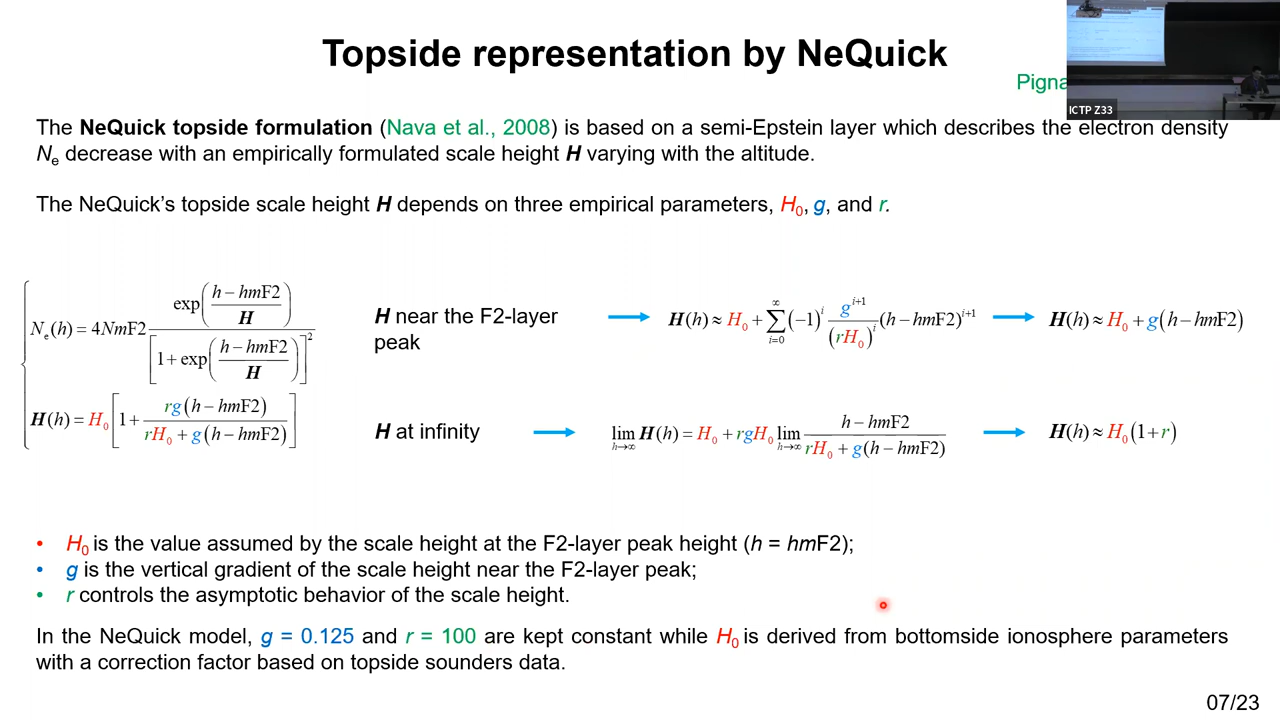 Topside representation by NeQuick
ICTP Z33
The NeQuick topside formulation (Nava et al., 2008) is based on a semi-Epstein layer which describes the electron density
Ne decrease with an empirically formulated scale height H varying with the altitude.
The NeQuick's topside scale height H depends on three empirical parameters, H₀, g, and r.
Nₑ(h) = 4NmF2 exp((h − hmF2)/H) / [1 + exp((h − hmF2)/H)]²
H near the F2-layer
peak
H(h) ≈ H₀ + ∑_{i=0}^{∞} (−1)^i g^{i+1}/(rH₀)^i (h − hmF2)^{i+1}
H(h) ≈ H₀ + g(h − hmF2)
H(h) = H₀[1 + rg(h − hmF2)/(rH₀ + g(h − hmF2))]
H at infinity
lim_{h→∞} H(h) = H₀ + rgH₀ lim_{h→∞} (h − hmF2)/(rH₀ + g(h − hmF2))
H(h) ≈ H₀(1 + r)
• H₀ is the value assumed by the scale height at the F2-layer peak height (h = hmF2);
• g is the vertical gradient of the scale height near the F2-layer peak;
• r controls the asymptotic behavior of the scale height.
In the NeQuick model, g = 0.125 and r = 100 are kept constant while H₀ is derived from bottomside ionosphere parameters
with a correction factor based on topside sounders data.
07/23